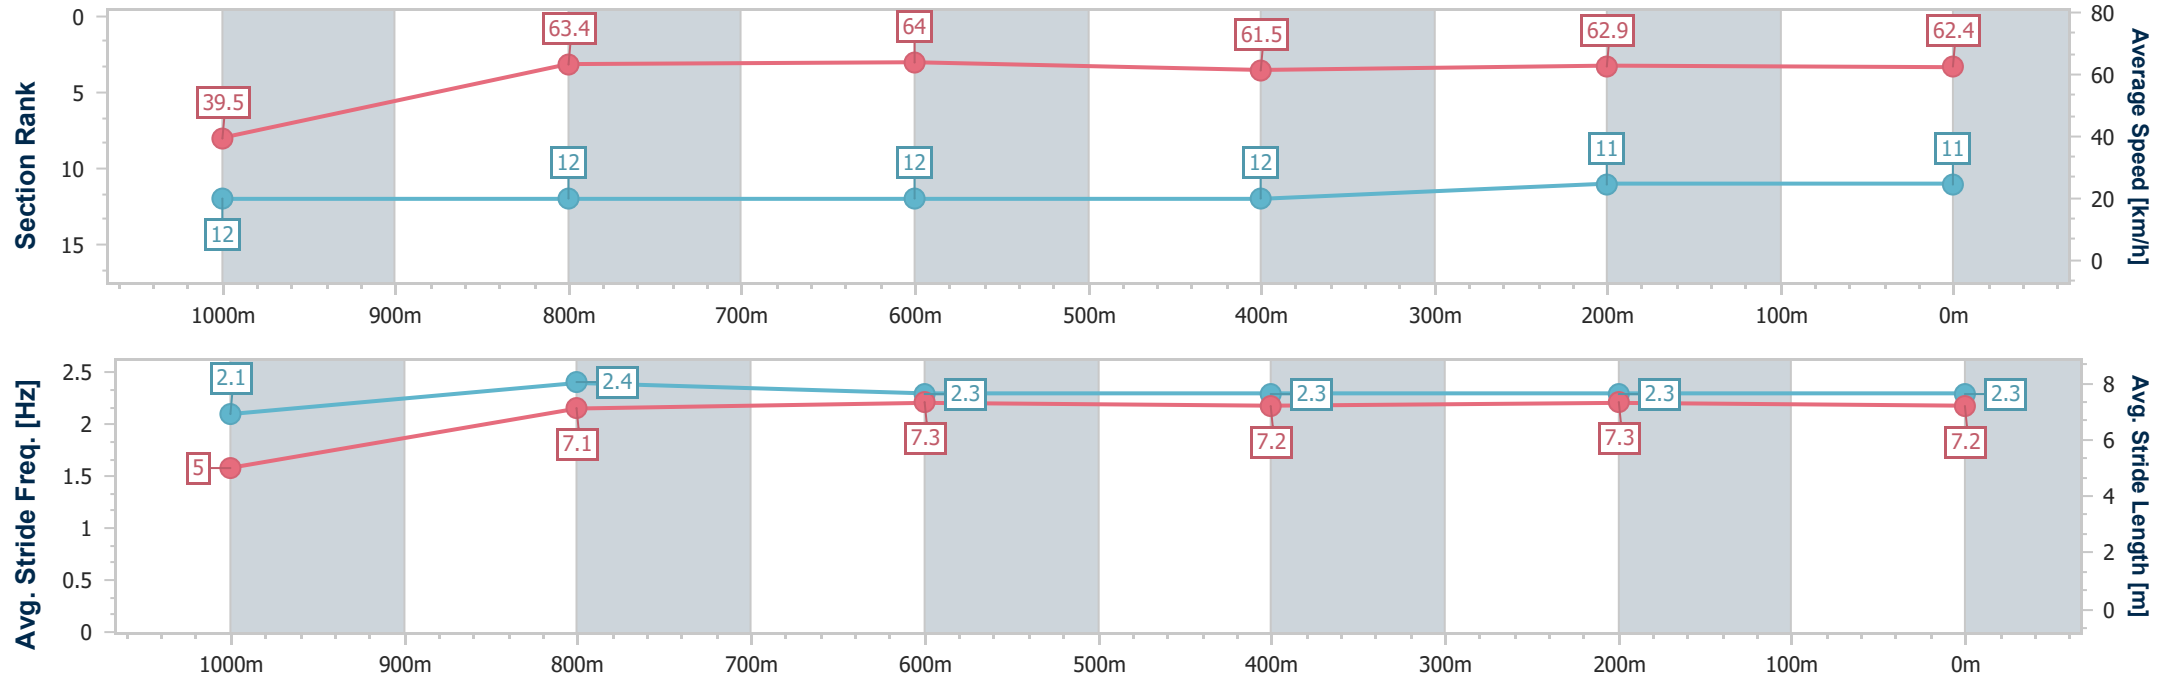 0
5
10
15
Section Rank
39.5
63.4
64
61.5
62.9
62.4
12
12
12
12
11
11
80
60
40
20
0
Average Speed [km/h]
1000m
900m
800m
700m
600m
500m
400m
300m
200m
100m
0m
2.5
2
1.5
1
0.5
0
Avg. Stride Freq. [Hz]
2.1
2.4
2.3
2.3
2.3
2.3
5
7.1
7.3
7.2
7.3
7.2
8
6
4
2
0
Avg. Stride Length [m]
1000m
900m
800m
700m
600m
500m
400m
300m
200m
100m
0m